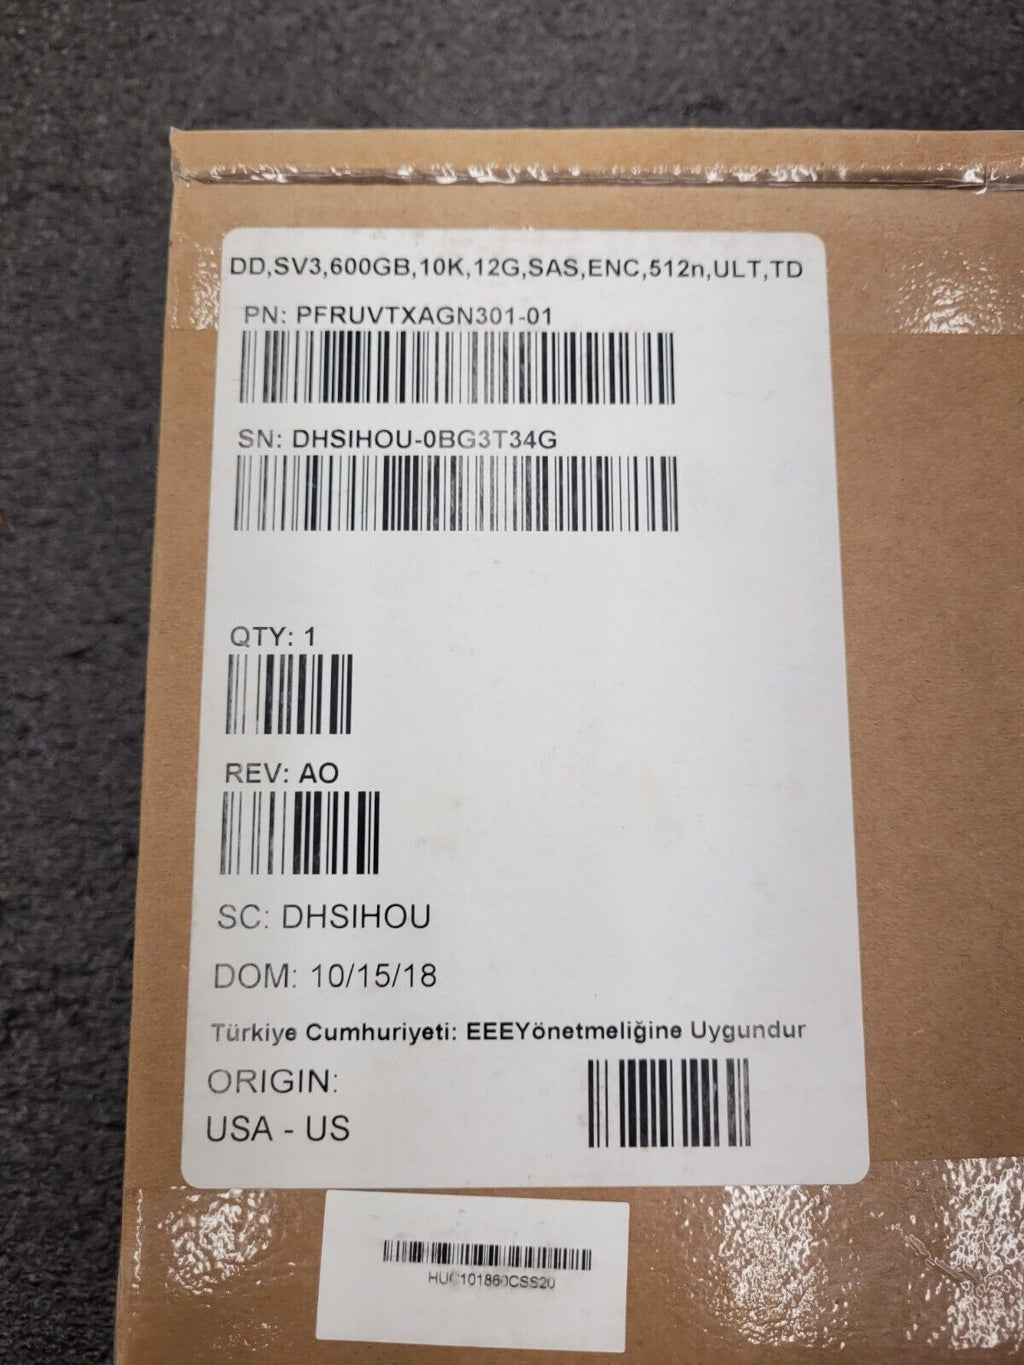 DD,SV3,600GB,10K,12G,SAS,ENC,512n,ULT,TD
PN: PFRUVTXAGN301-01
SN: DHSIHOU-0BG3T34G
QTY: 1
REV: AO
SC: DHSIHOU
DOM: 10/15/18
Türkiye Cumhuriyeti: EEEYönetmeliğine Uygundur
ORIGIN:
USA - US